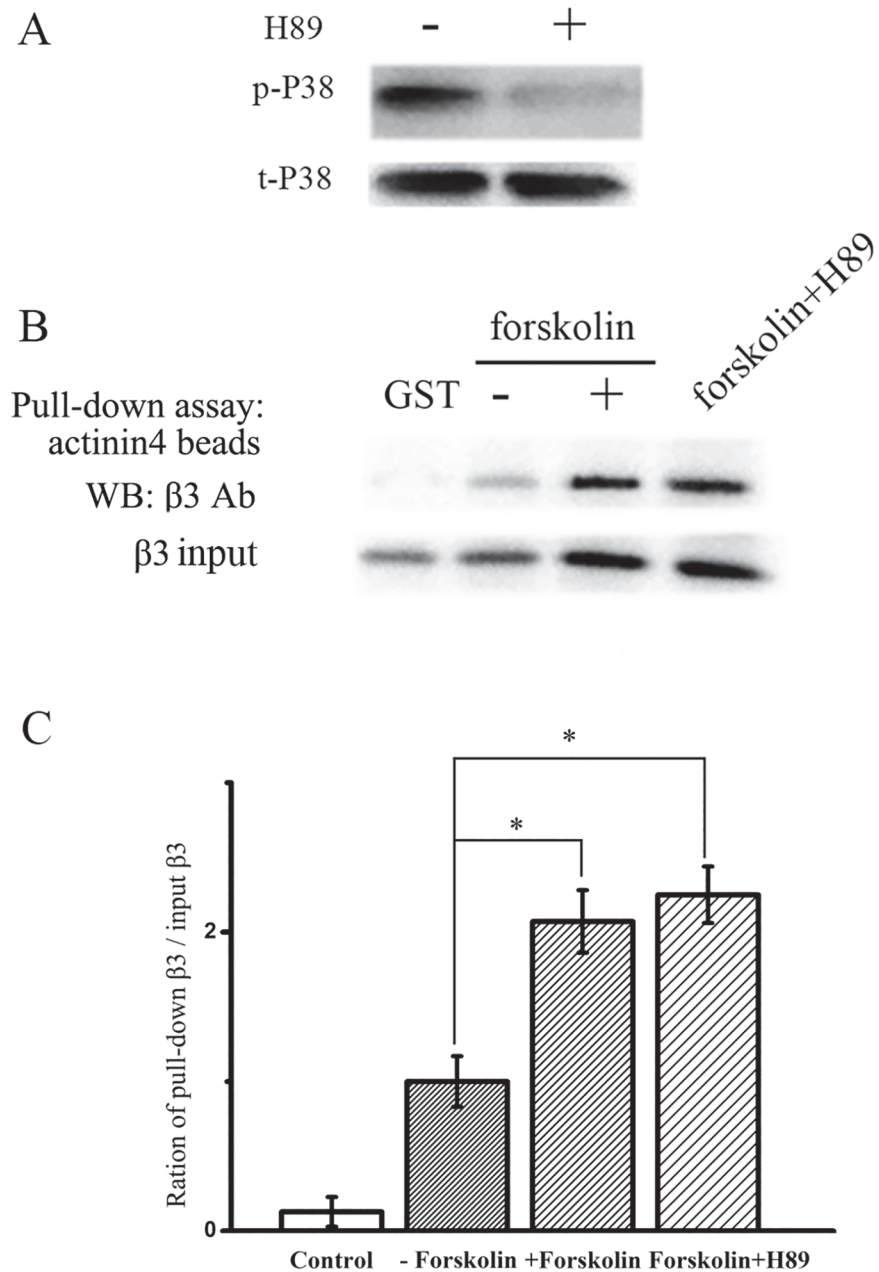 A
H89 - +
p-P38
t-P38
B
forskolin
forskolin+H89
GST - +
Pull-down assay:
actinin4 beads
WB: β3 Ab
β3 input
C
*
*
Ration of pull-down β3 / input β3
2
0
Control - Forskolin +Forskolin Forskolin+H89